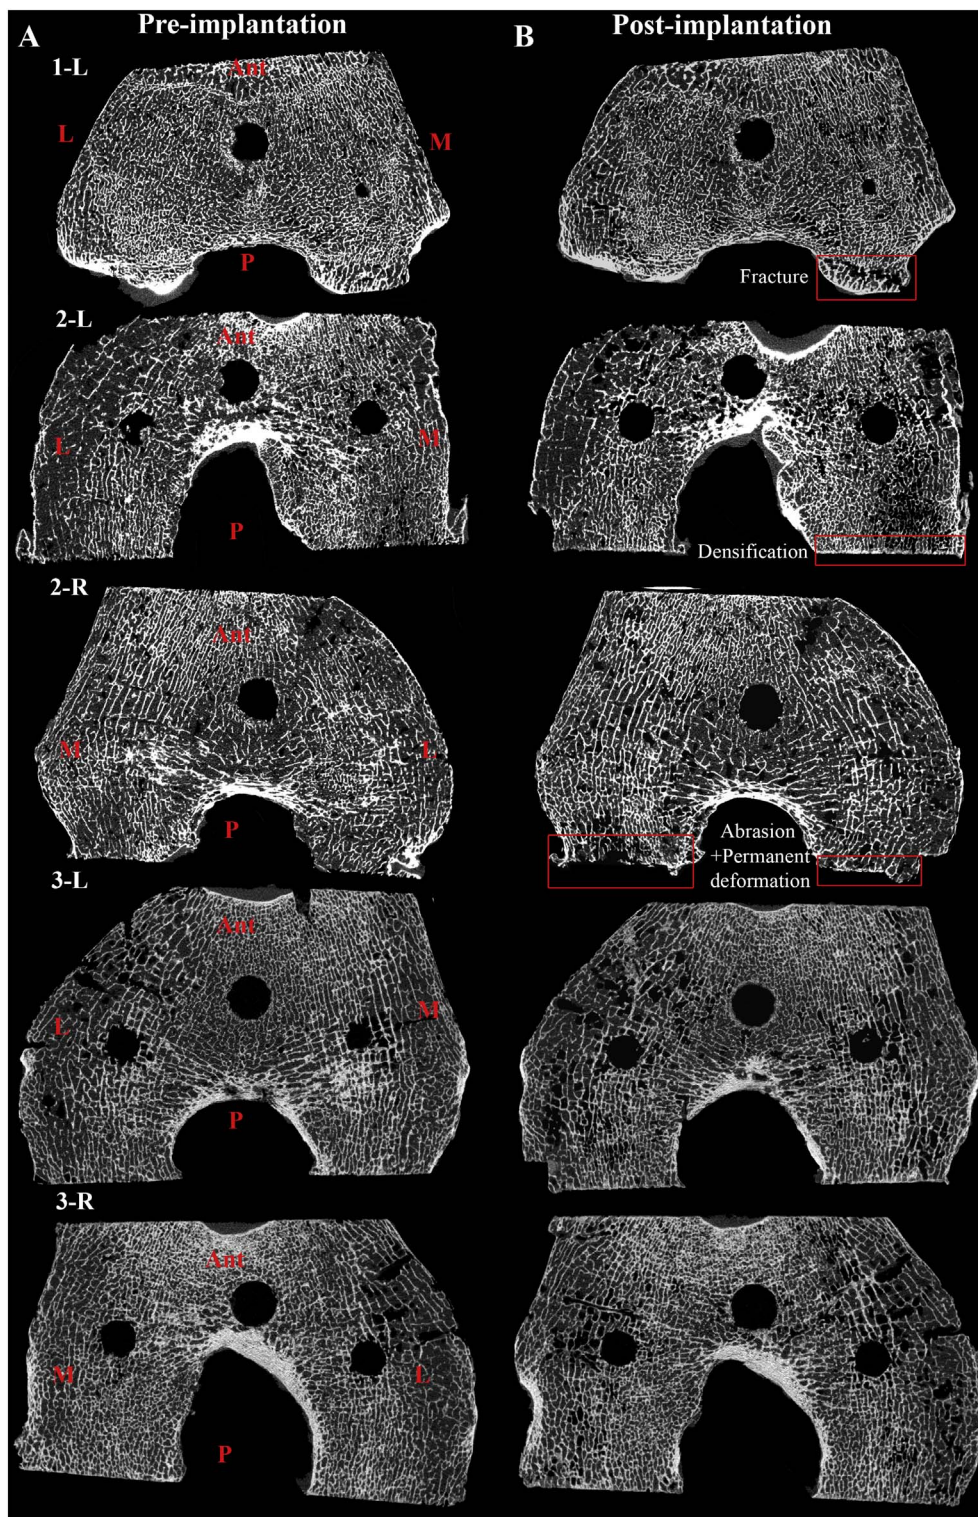 A
Pre-implantation
B
Post-implantation
1-L
Ant
L
M
P
Fracture
2-L
Ant
L
M
P
Densification
2-R
Ant
M
L
P
Abrasion
+Permanent
deformation
3-L
Ant
L
M
P
3-R
Ant
M
L
P